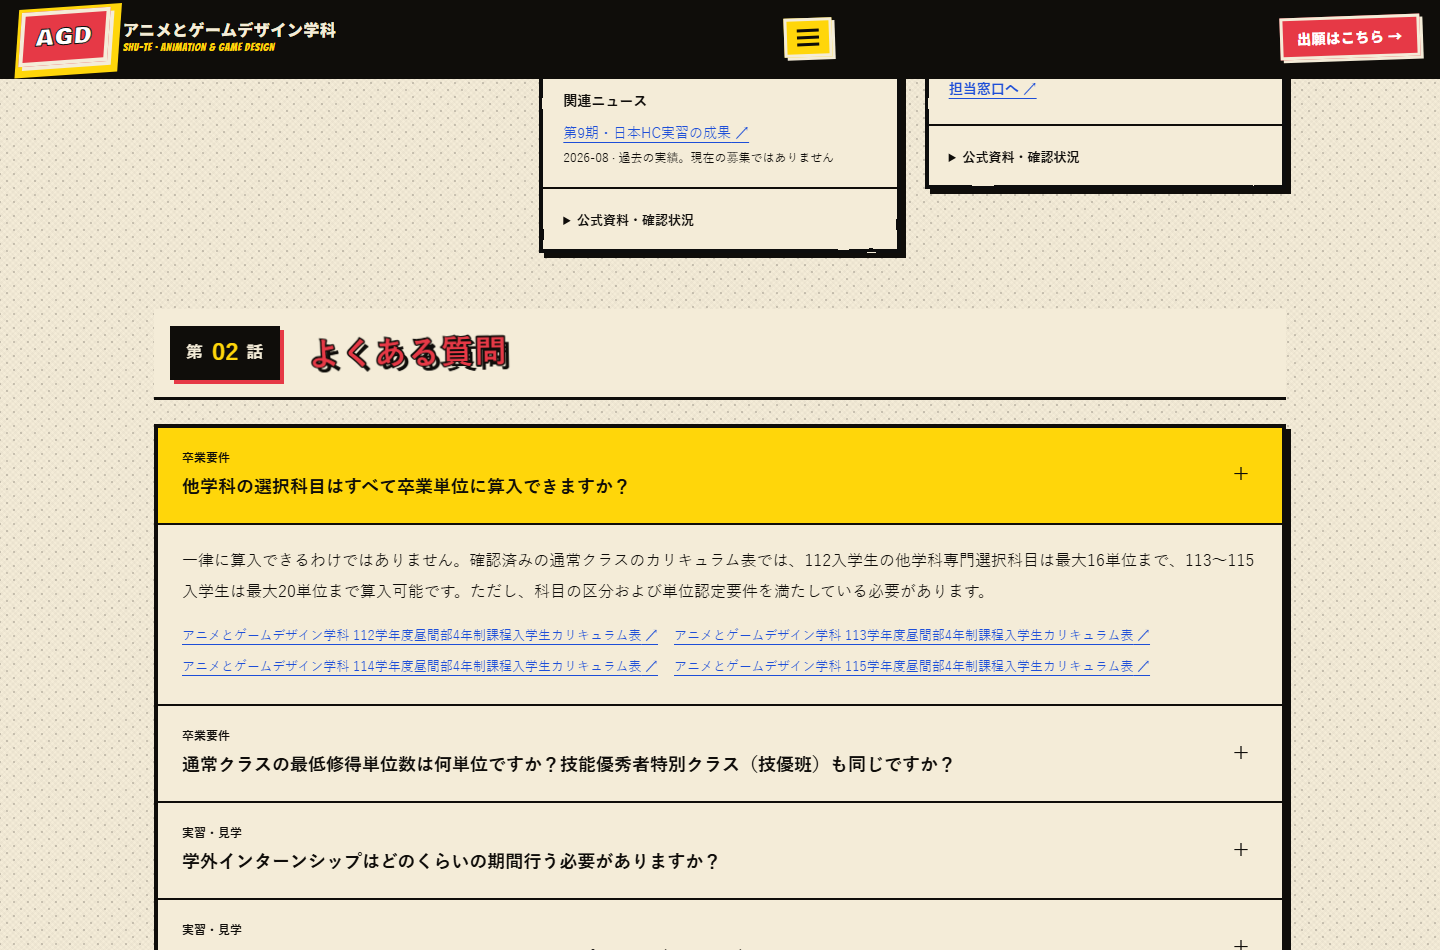 AGD
アニメとゲームデザイン学科
SHU-TE · ANIMATION & GAME DESIGN
出願はこちら →
関連ニュース
第9期・日本HC実習の成果 ↗
2026-08 · 過去の実績。現在の募集ではありません
▶ 公式資料・確認状況
担当窓口へ ↗
▶ 公式資料・確認状況
第 02 話
よくある質問
卒業要件
他学科の選択科目はすべて卒業単位に算入できますか？
一律に算入できるわけではありません。確認済みの通常クラスのカリキュラム表では、112入学生の他学科専門選択科目は最大16単位まで、113〜115
入学生は最大20単位まで算入可能です。ただし、科目の区分および単位認定要件を満たしている必要があります。
アニメとゲームデザイン学科 112学年度昼間部4年制課程入学生カリキュラム表 ↗
アニメとゲームデザイン学科 113学年度昼間部4年制課程入学生カリキュラム表 ↗
アニメとゲームデザイン学科 114学年度昼間部4年制課程入学生カリキュラム表 ↗
アニメとゲームデザイン学科 115学年度昼間部4年制課程入学生カリキュラム表 ↗
卒業要件
通常クラスの最低修得単位数は何単位ですか？技能優秀者特別クラス（技優班）も同じですか？
実習・見学
学外インターンシップはどのくらいの期間行う必要がありますか？
実習・見学